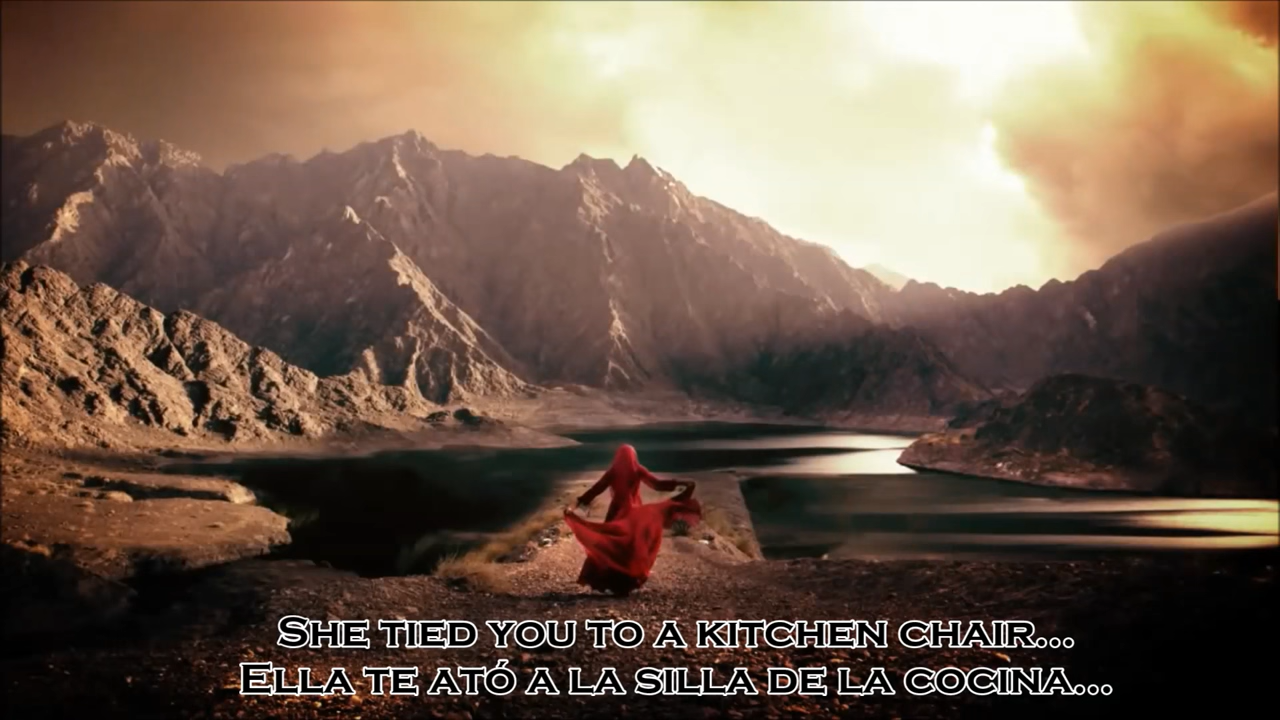 She tied you to a kitchen chair...
Ella te ató a la silla de la cocina...